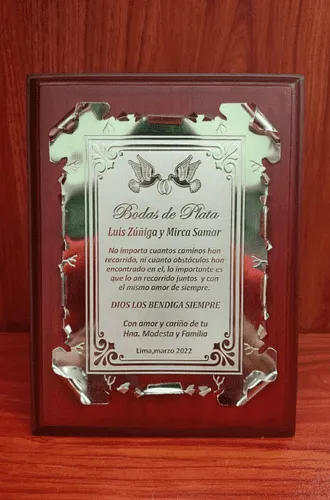 Bodas de Plata
Luis Zúñiga y Mirca Samar
No importa cuantos caminos han
recorrido, ni cuanto obstáculos han
encontrado en el, lo importante es
que lo an recorrido juntos y con
el mismo amor de siempre.
DIOS LOS BENDIGA SIEMPRE
Con amor y cariño de tu
Hna. Modesta y Familia
Lima,marzo 2022